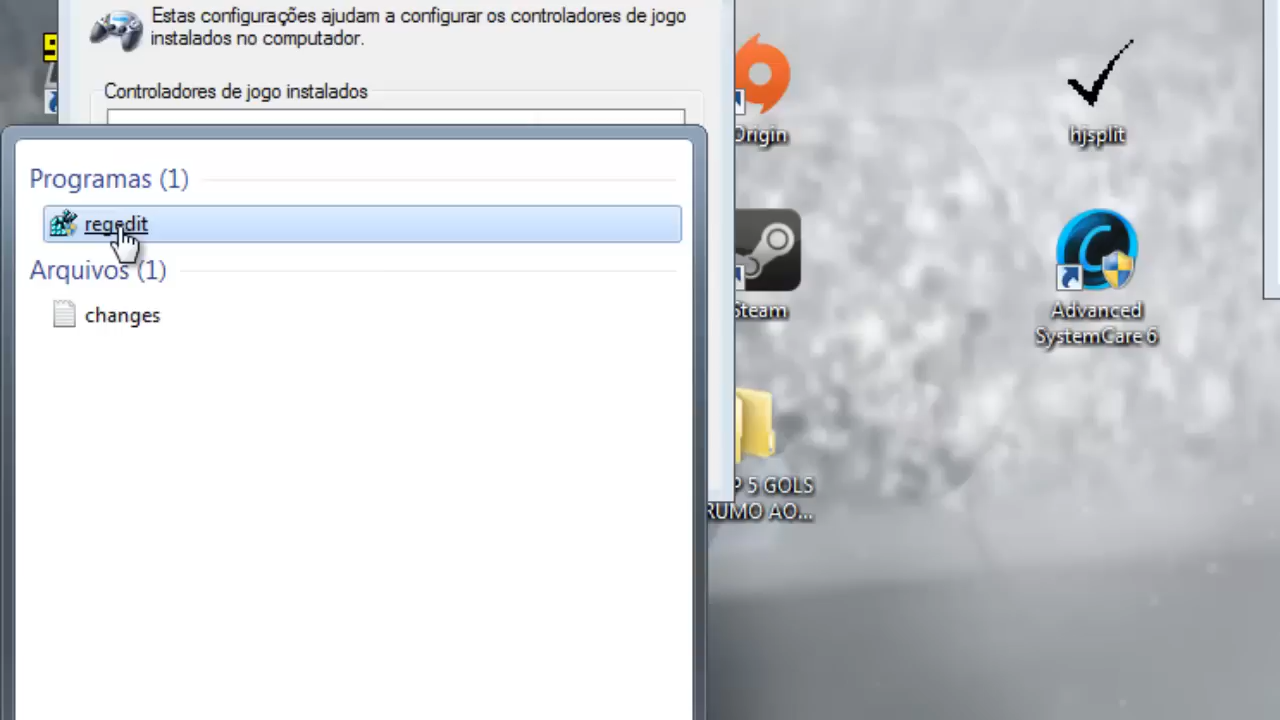 Estas configurações ajudam a configurar os controladores de jogo
instalados no computador.
Controladores de jogo instalados
Programas (1)
regedit
Arquivos (1)
changes
Origin
hjsplit
Steam
Advanced
SystemCare 6
P 5 GOLS
RUMO AO...